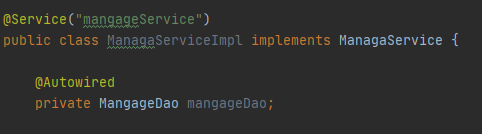 @Service("mangageService")
public class ManagaServiceImpl implements ManagaService {
@Autowired
private MangageDao mangageDao;